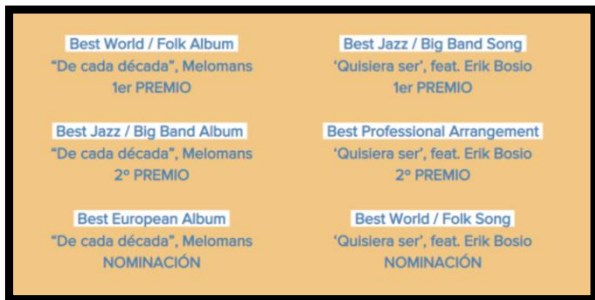 Best World / Folk Album
"De cada década", Melomans
1er PREMIO
Best Jazz / Big Band Song
'Quisiera ser', feat. Erik Bosio
1er PREMIO
Best Jazz / Big Band Album
"De cada década", Melomans
2º PREMIO
Best Professional Arrangement
'Quisiera ser', feat. Erik Bosio
2º PREMIO
Best European Album
"De cada década", Melomans
NOMINACIÓN
Best World / Folk Song
'Quisiera ser', feat. Erik Bosio
NOMINACIÓN